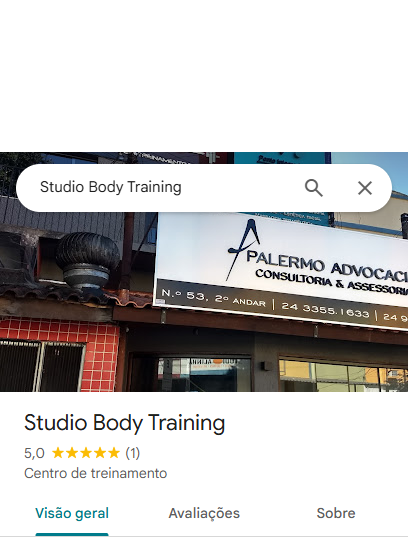 Studio Body Training
PALERMO ADVOCACI
CONSULTORIA & ASSESSORIA
N.º 53, 2º ANDAR | 24 3355.1633 | 24 9
Studio Body Training
5,0 ★★★★★ (1)
Centro de treinamento
Visão geral Avaliações Sobre